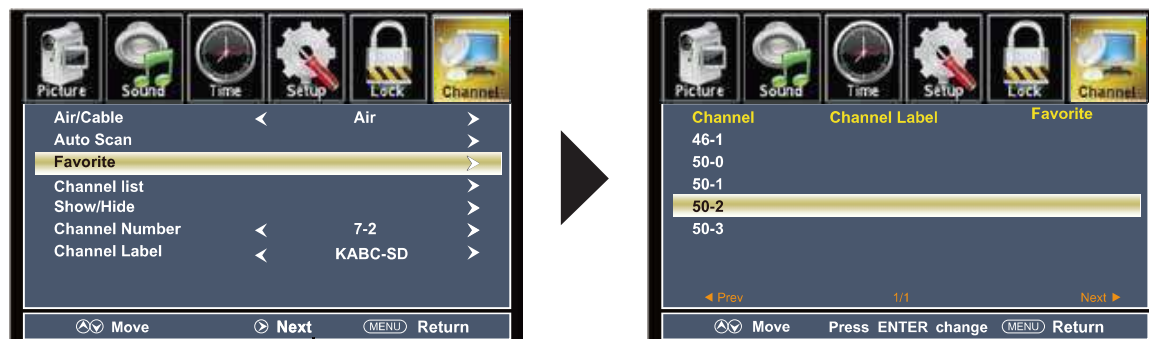 Picture Sound Time Setup Lock Channel
Air/Cable Air
Auto Scan
Favorite
Channel list
Show/Hide
Channel Number 7-2
Channel Label KABC-SD
Move Next MENU Return
Picture Sound Time Setup Lock Channel
Channel Channel Label Favorite
46-1
50-0
50-1
50-2
50-3
◀ Prev 1/1 Next ▶
Move Press ENTER change MENU Return